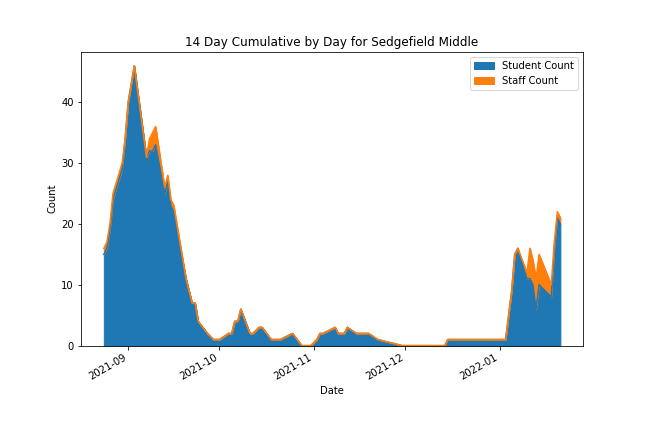 14 Day Cumulative by Day for Sedgefield Middle
Student Count
Staff Count
Count
40
30
20
10
0
2021-09
2021-10
2021-11
2021-12
2022-01
Date